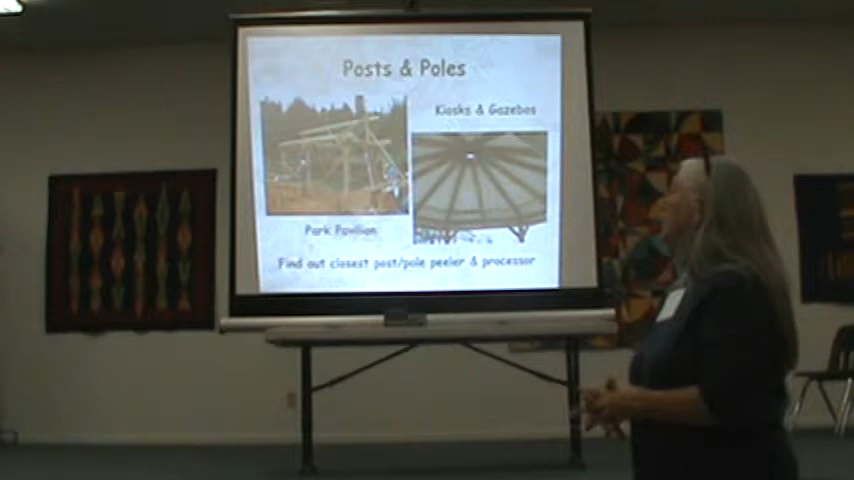 Posts & Poles
Kiosks & Gazebos
Park Pavilion
Find out closest post/pole peeler & processor